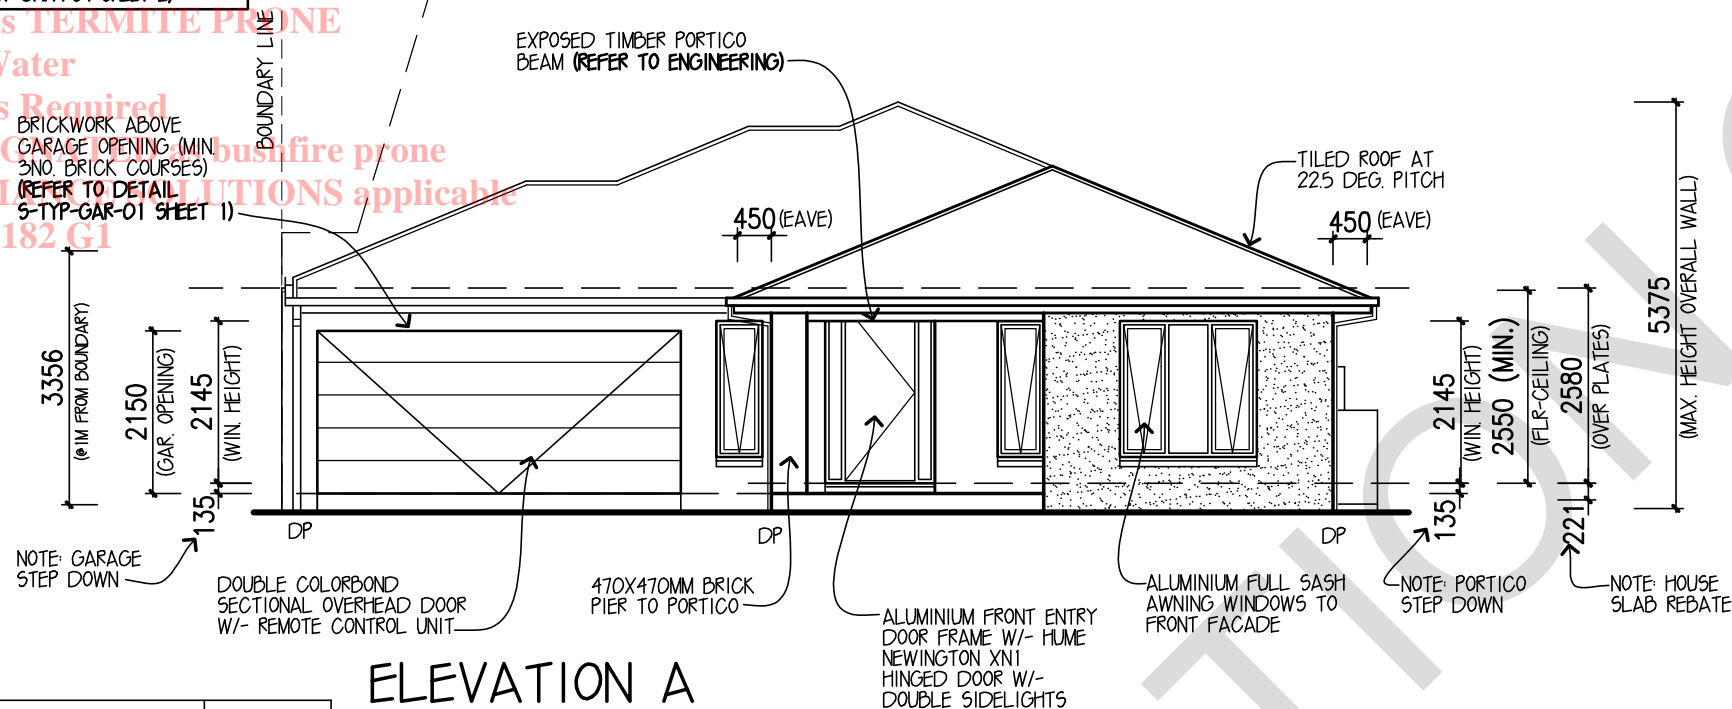 is TERMITE PRONE
Water
s Required
GNATED as bushfire prone
IANCE SOLUTIONS applicable
182 G1
BOUNDARY LINE
EXPOSED TIMBER PORTICO
BEAM (REFER TO ENGINEERING)
BRICKWORK ABOVE
GARAGE OPENING (MIN.
3NO. BRICK COURSES)
(REFER TO DETAIL
S-TYP-GAR-01 SHEET 1)
TILED ROOF AT
22.5 DEG. PITCH
450 (EAVE)
450 (EAVE)
3356
(@1M FROM BOUNDARY)
2150
(GAR. OPENING)
2145
(WIN. HEIGHT)
135
2145
(WIN. HEIGHT)
2550 (MIN.)
(FLR-CEILING)
2580
(OVER PLATES)
5375
(MAX. HEIGHT OVERALL WALL)
135
221
DP
DP
DP
NOTE: GARAGE
STEP DOWN
DOUBLE COLORBOND
SECTIONAL OVERHEAD DOOR
W/- REMOTE CONTROL UNIT
470X470MM BRICK
PIER TO PORTICO
ALUMINIUM FRONT ENTRY
DOOR FRAME W/- HUME
NEWINGTON XN1
HINGED DOOR W/-
DOUBLE SIDELIGHTS
ALUMINIUM FULL SASH
AWNING WINDOWS TO
FRONT FACADE
NOTE: PORTICO
STEP DOWN
NOTE: HOUSE
SLAB REBATE
ELEVATION A
TION